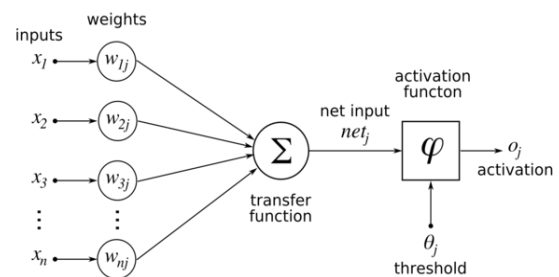 weights
inputs
x1 w1j
activation
functon
x2 w2j
net input
netj
Σ
φ
oj
activation
x3 w3j
transfer
function
⋮ ⋮
θj
threshold
xn wnj